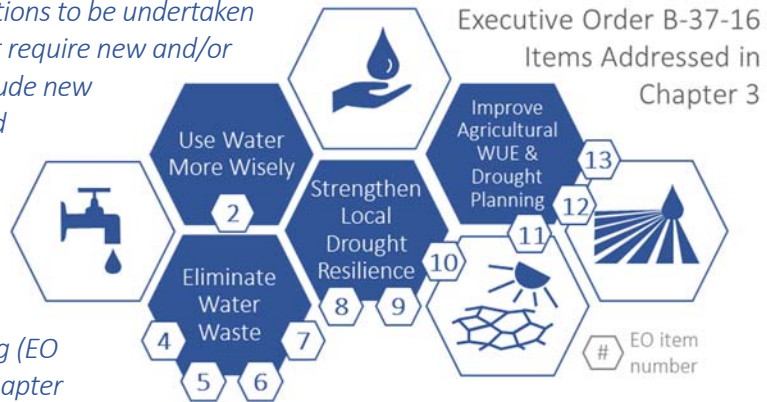 tions to be undertaken
require new and/or
ude new
Executive Order B-37-16
Items Addressed in
Chapter 3
Use Water
More Wisely
2
Improve
Agricultural
WUE &
Drought
Planning
13
12
11
Strengthen
Local
Drought
Resilience
10
8
9
Eliminate
Water
Waste
4
5
6
7
g (EO
apter
#
EO item
number